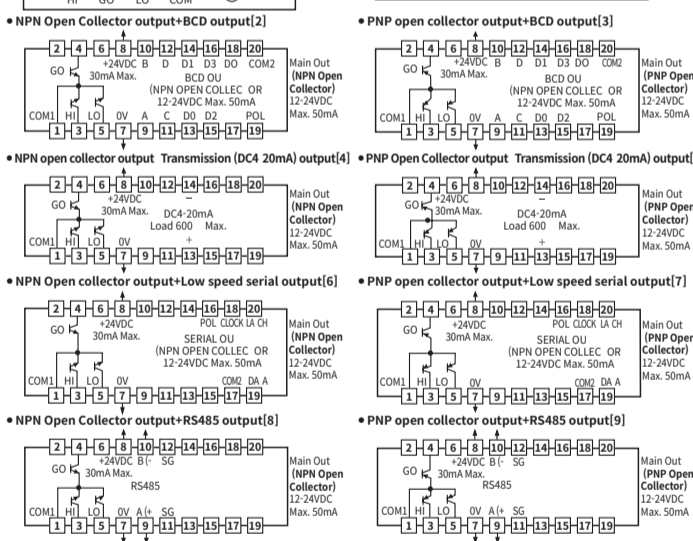 HI GO LO COM
• NPN Open Collector output+BCD output[2]
2 4 6 8 10 12 14 16 18 20
+24VDC B D D1 D3 DO COM2
GO
30mA Max.
BCD OU
(NPN OPEN COLLEC OR
12-24VDC Max. 50mA
COM1 HI LO 0V A C D0 D2 POL
1 3 5 7 9 11 13 15 17 19
Main Out
(NPN Open
Collector)
12-24VDC
Max. 50mA
• PNP open collector output+BCD output[3]
2 4 6 8 10 12 14 16 18 20
+24VDC B D D1 D3 DO COM2
GO
30mA Max.
BCD OU
(NPN OPEN COLLEC OR
12-24VDC Max. 50mA
COM1 HI LO 0V A C D0 D2 POL
1 3 5 7 9 11 13 15 17 19
Main Out
(PNP Open
Collector)
12-24VDC
Max. 50mA
• NPN open collector output Transmission (DC4 20mA) output[4]
2 4 6 8 10 12 14 16 18 20
+24VDC −
GO
30mA Max.
DC4-20mA
Load 600 Max.
COM1 HI LO 0V +
1 3 5 7 9 11 13 15 17 19
Main Out
(NPN Open
Collector)
12-24VDC
Max. 50mA
• PNP Open Collector output Transmission (DC4 20mA) output[
2 4 6 8 10 12 14 16 18 20
+24VDC −
GO
30mA Max.
DC4-20mA
Load 600 Max.
COM1 HI LO 0V +
1 3 5 7 9 11 13 15 17 19
Main Out
(PNP Open
Collector)
12-24VDC
Max. 50mA
• NPN Open collector output+Low speed serial output[6]
2 4 6 8 10 12 14 16 18 20
+24VDC POL CLOCK LA CH
GO
30mA Max.
SERIAL OU
(NPN OPEN COLLEC OR
12-24VDC Max. 50mA
COM1 HI LO 0V COM2 DA A
1 3 5 7 9 11 13 15 17 19
Main Out
(NPN Open
Collector)
12-24VDC
Max. 50mA
• PNP open collector output+Low speed serial output[7]
2 4 6 8 10 12 14 16 18 20
+24VDC POL CLOCK LA CH
GO
30mA Max.
SERIAL OU
(NPN OPEN COLLEC OR
12-24VDC Max. 50mA
COM1 HI LO 0V COM2 DA A
1 3 5 7 9 11 13 15 17 19
Main Out
(PNP Open
Collector)
12-24VDC
Max. 50mA
• NPN Open Collector output+RS485 output[8]
2 4 6 8 10 12 14 16 18 20
+24VDC B(- SG
GO
30mA Max.
RS485
COM1 HI LO 0V A(+ SG
1 3 5 7 9 11 13 15 17 19
Main Out
(NPN Open
Collector)
12-24VDC
Max. 50mA
• PNP open collector output+RS485 output[9]
2 4 6 8 10 12 14 16 18 20
+24VDC B(- SG
GO
30mA Max.
RS485
COM1 HI LO 0V A(+ SG
1 3 5 7 9 11 13 15 17 19
Main Out
(PNP Open
Collector)
12-24VDC
Max. 50mA